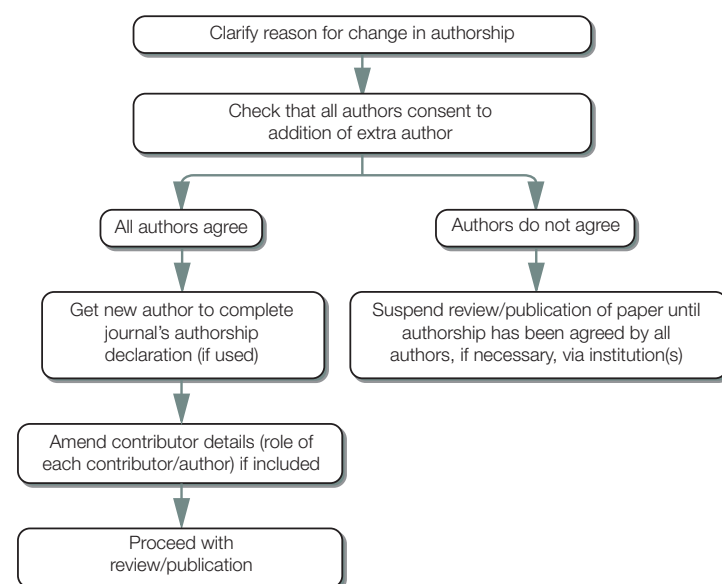 Clarify reason for change in authorship
Check that all authors consent to
addition of extra author
All authors agree
Authors do not agree
Get new author to complete
journal's authorship
declaration (if used)
Suspend review/publication of paper until
authorship has been agreed by all
authors, if necessary, via institution(s)
Amend contributor details (role of
each contributor/author) if included
Proceed with
review/publication